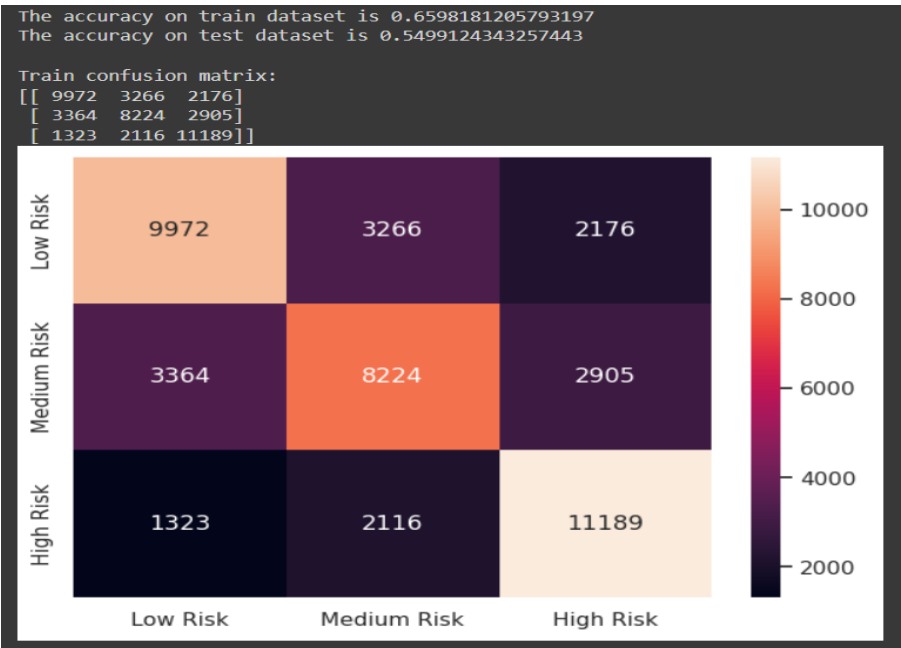 The accuracy on train dataset is 0.6598181205793197
The accuracy on test dataset is 0.5499124343257443
Train confusion matrix:
[[ 9972 3266 2176]
[ 3364 8224 2905]
[ 1323 2116 11189]]
Low Risk
9972 3266 2176
10000
8000
Medium Risk
3364 8224 2905
6000
4000
High Risk
1323 2116 11189
2000
Low Risk Medium Risk High Risk